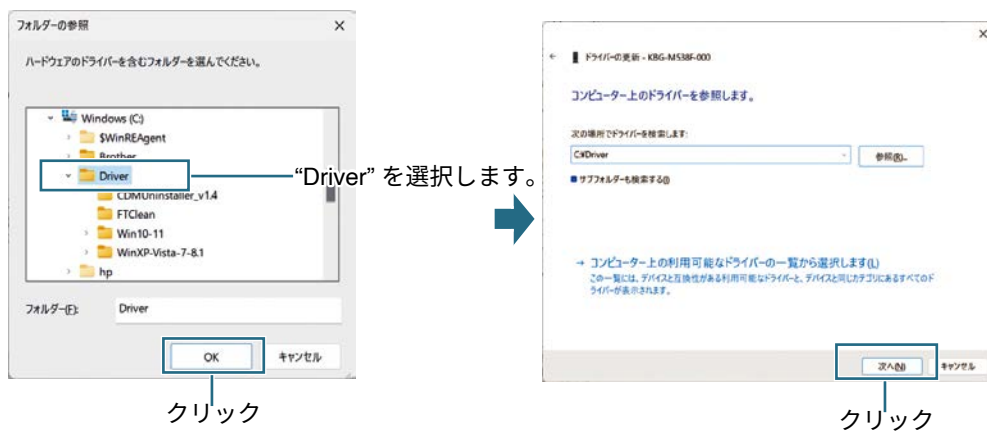 フォルダーの参照
ハードウェアのドライバーを含むフォルダーを選んでください。
Windows (C:)
$WinREAgent
Brother
Driver
CDMUninstaller_v1.4
FTClean
Win10-11
WinXP-Vista-7-8.1
hp
フォルダー(F): Driver
OK キャンセル
クリック
“Driver” を選択します。
ドライバーの更新 - KBG-M538F-000
コンピューター上のドライバーを参照します。
次の場所でドライバーを検索します:
C:¥Driver 参照(R)...
サブフォルダーも検索する(I)
→ コンピューター上の利用可能なドライバーの一覧から選択します(L)
この一覧には、デバイスと互換性がある利用可能なドライバーと、デバイスと同じカテゴリにあるすべてのド
ライバーが表示されます。
次へ(N) キャンセル
クリック